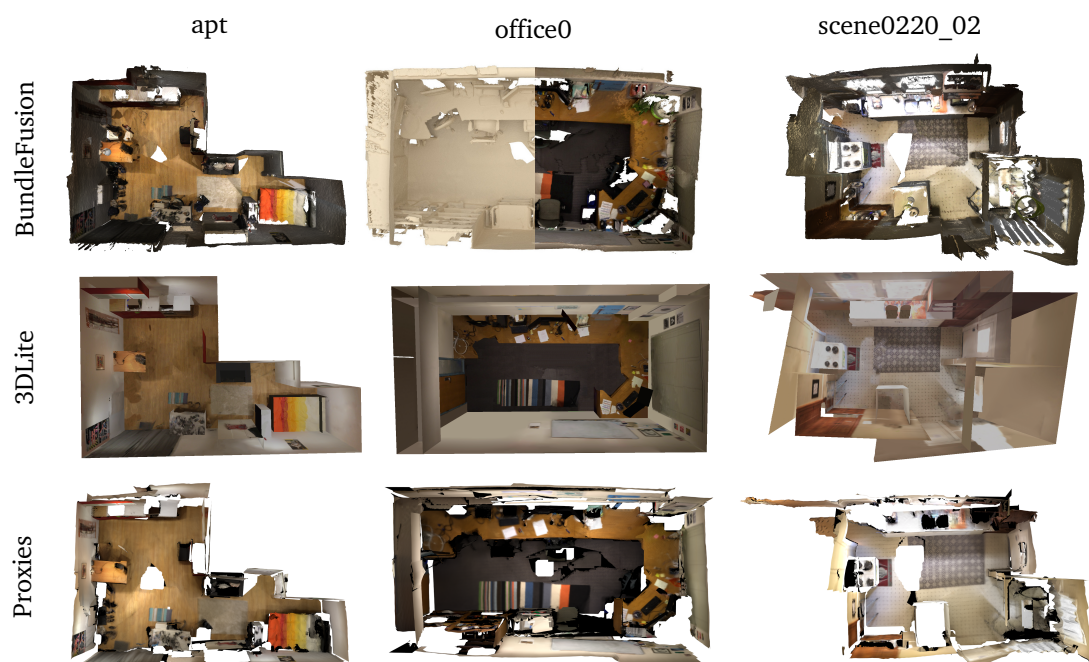 apt
office0
scene0220_02
BundleFusion
3DLite
Proxies